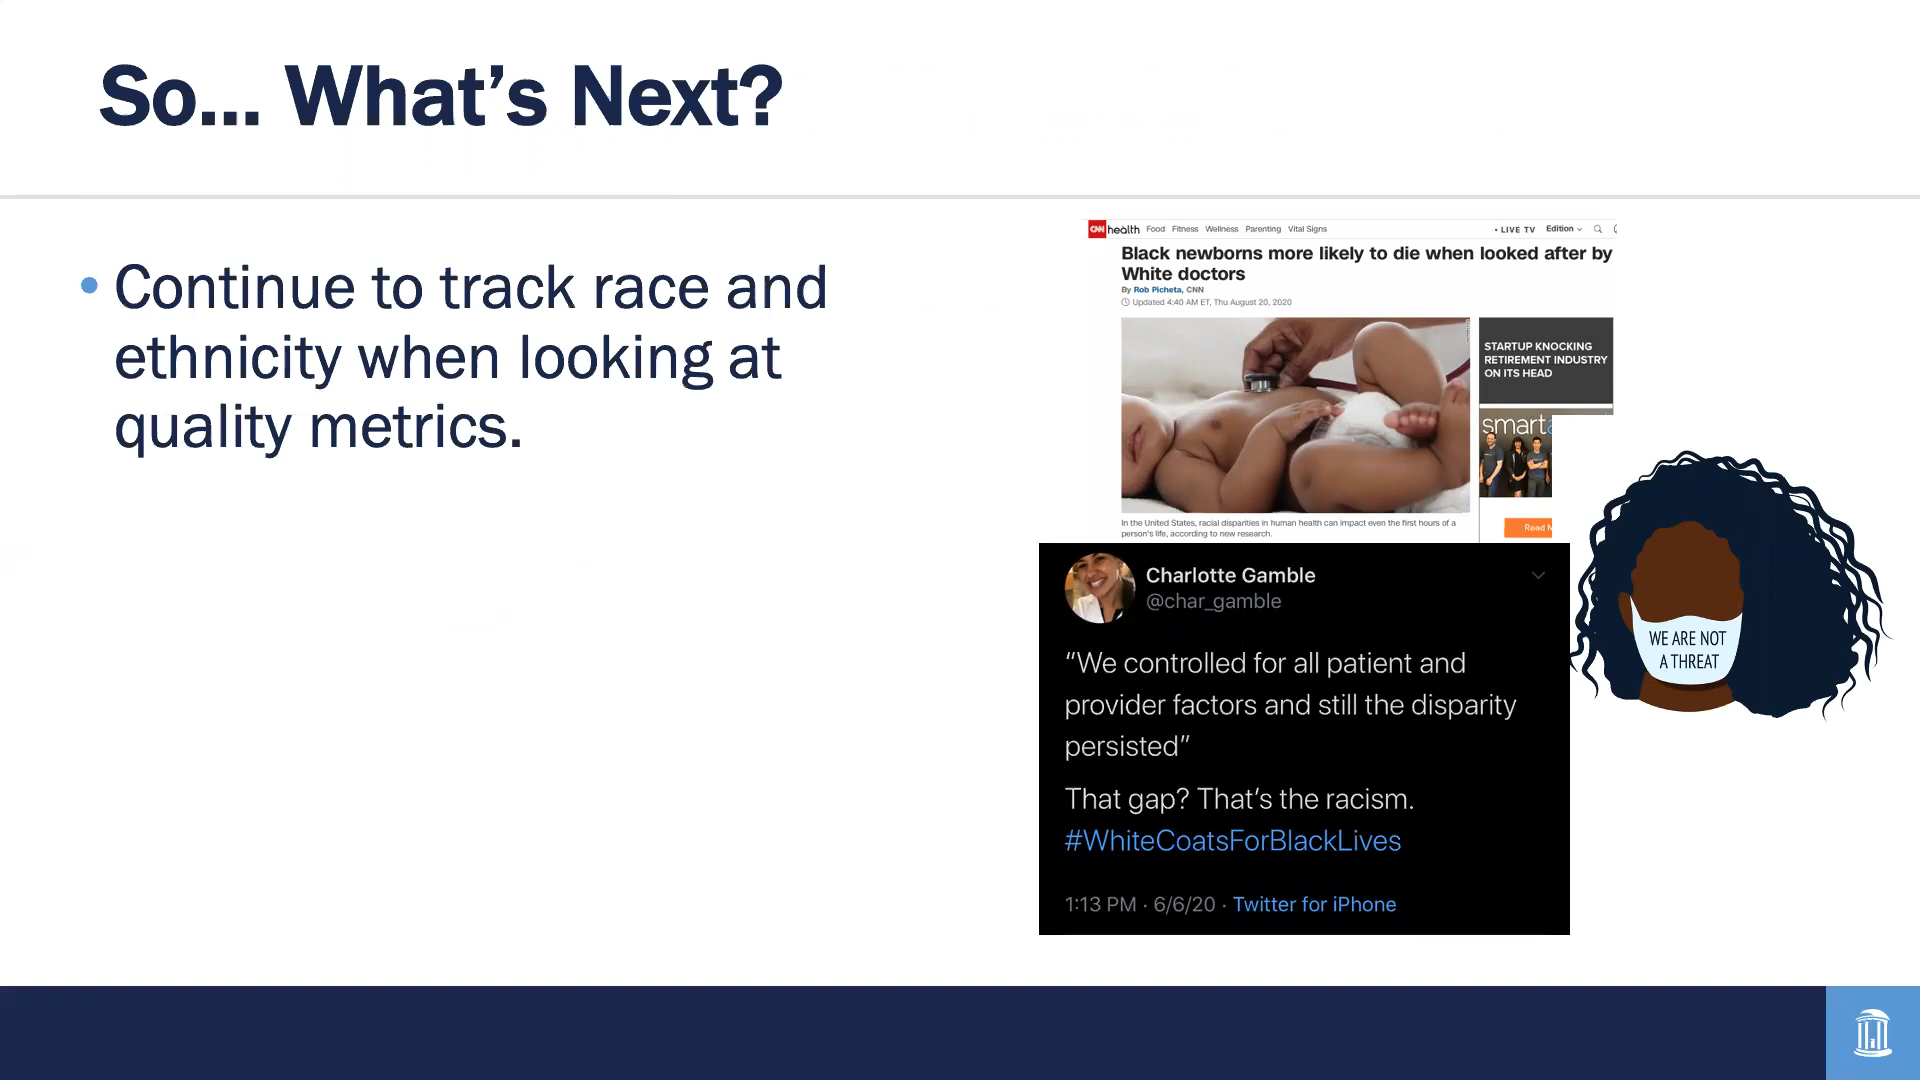 So... What's Next?
• Continue to track race and
ethnicity when looking at
quality metrics.
CNN health Food Fitness Wellness Parenting Vital Signs • LIVE TV Edition
Black newborns more likely to die when looked after by
White doctors
By Rob Picheta, CNN
Updated 4:40 AM ET, Thu August 20, 2020
STARTUP KNOCKING
RETIREMENT INDUSTRY
ON ITS HEAD
smart
Read
In the United States, racial disparities in human health can impact even the first hours of a
person's life, according to new research.
Charlotte Gamble
@char_gamble
“We controlled for all patient and
provider factors and still the disparity
persisted”
That gap? That’s the racism.
#WhiteCoatsForBlackLives
1:13 PM · 6/6/20 · Twitter for iPhone
WE ARE NOT
A THREAT